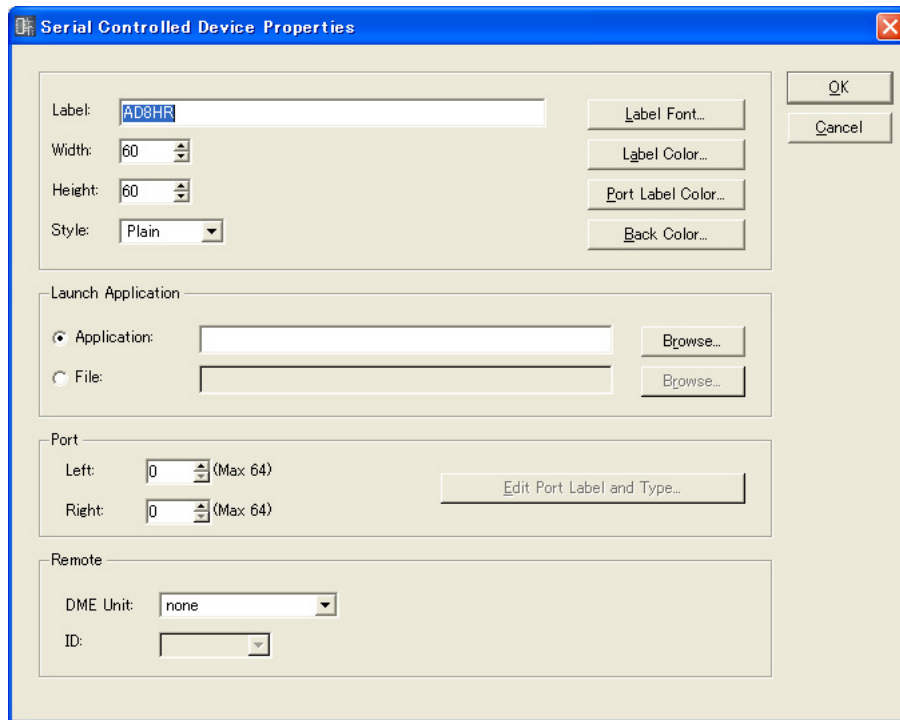 Serial Controlled Device Properties
Label: AD8HR Label Font... OK
Width: 60 Label Color... Cancel
Height: 60 Port Label Color...
Style: Plain Back Color...
Launch Application
Application: Browse...
File: Browse...
Port
Left: 0 (Max 64) Edit Port Label and Type...
Right: 0 (Max 64)
Remote
DME Unit: none
ID: